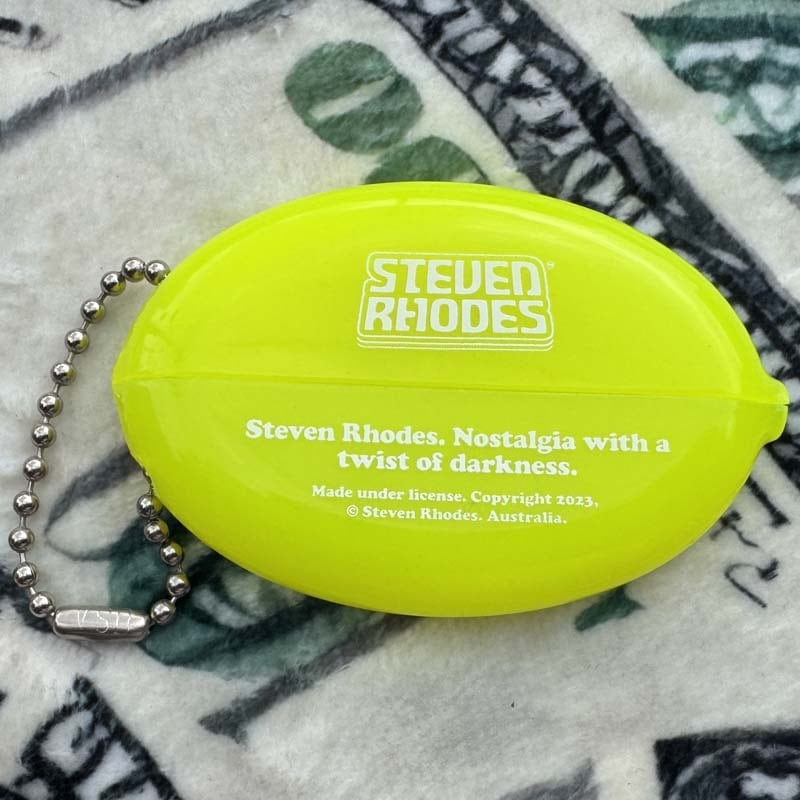 STEVEN
RHODES
Steven Rhodes. Nostalgia with a
twist of darkness.
Made under license. Copyright 2023,
© Steven Rhodes. Australia.